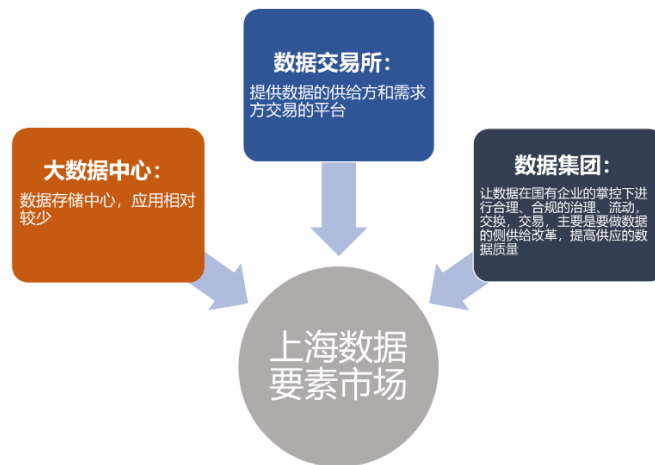 数据交易所：
提供数据的供给方和需求
方交易的平台
大数据中心：
数据存储中心，应用相对
较少
数据集团：
让数据在国有企业的掌控下进
行合理、合规的治理、流动，
交换，交易，主要是要做数据
的侧供给改革，提高供应的数
据质量
上海数据
要素市场